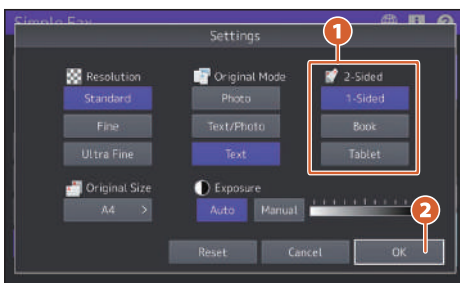 Simple Fax
1
Settings
Resolution
Original Mode
2-Sided
Standard
Photo
1-Sided
Fine
Text/Photo
Book
Ultra Fine
Text
Tablet
Original Size
Exposure
A4 >
Auto
Manual
2
Reset
Cancel
OK